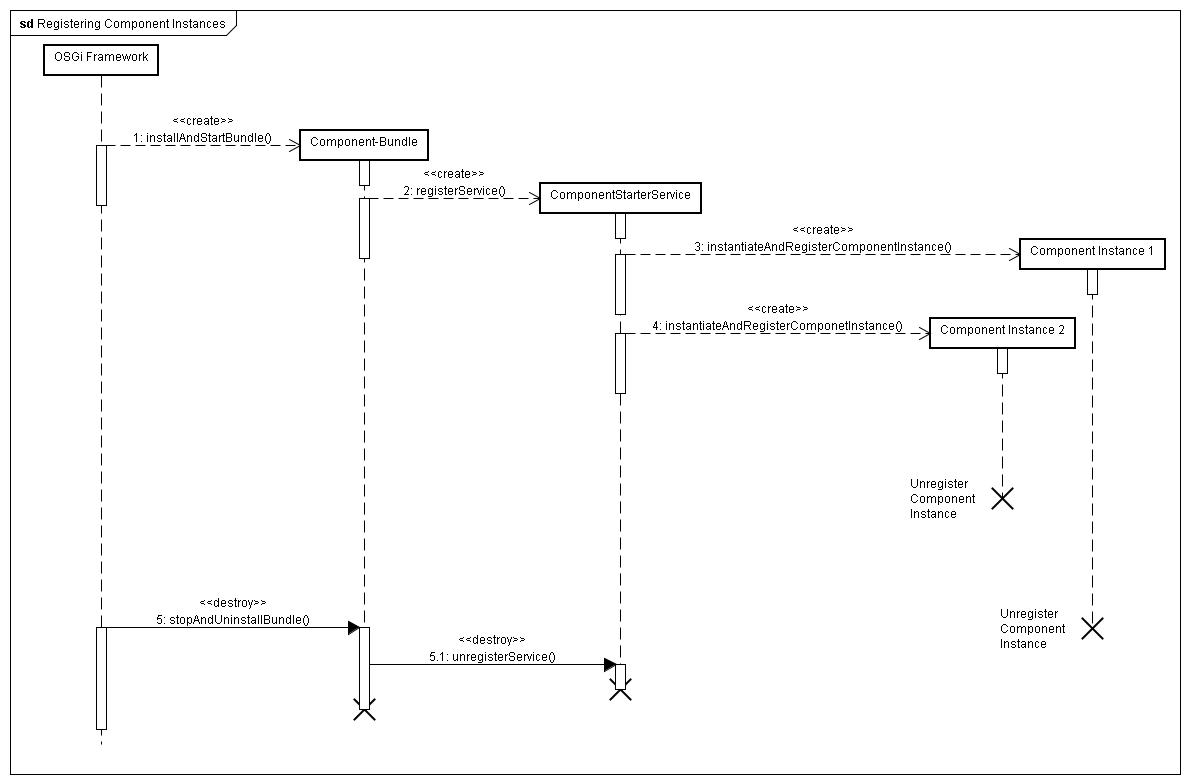 sd Registering Component Instances
OSGi Framework
<<create>>
1: installAndStartBundle()
Component-Bundle
<<create>>
2: registerService()
ComponentStarterService
<<create>>
3: instantiateAndRegisterComponentInstance()
Component Instance 1
<<create>>
4: instantiateAndRegisterComponetInstance()
Component Instance 2
Unregister
Component
Instance
<<destroy>>
5: stopAndUninstallBundle()
Unregister
Component
Instance
<<destroy>>
5.1: unregisterService()